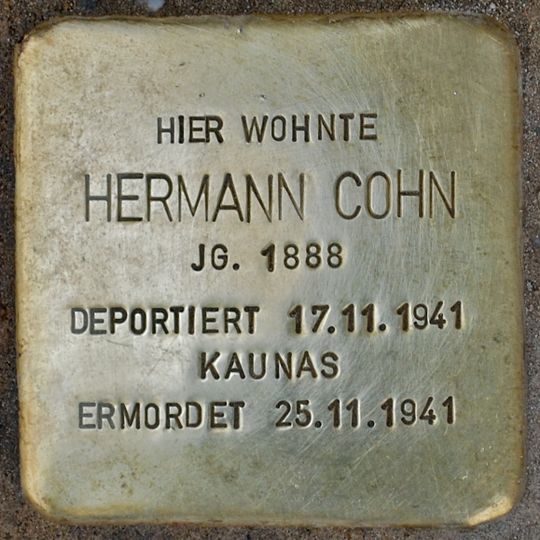 HIER WOHNTE
HERMANN COHN
JG. 1888
DEPORTIERT 17.11.1941
KAUNAS
ERMORDET 25.11.1941